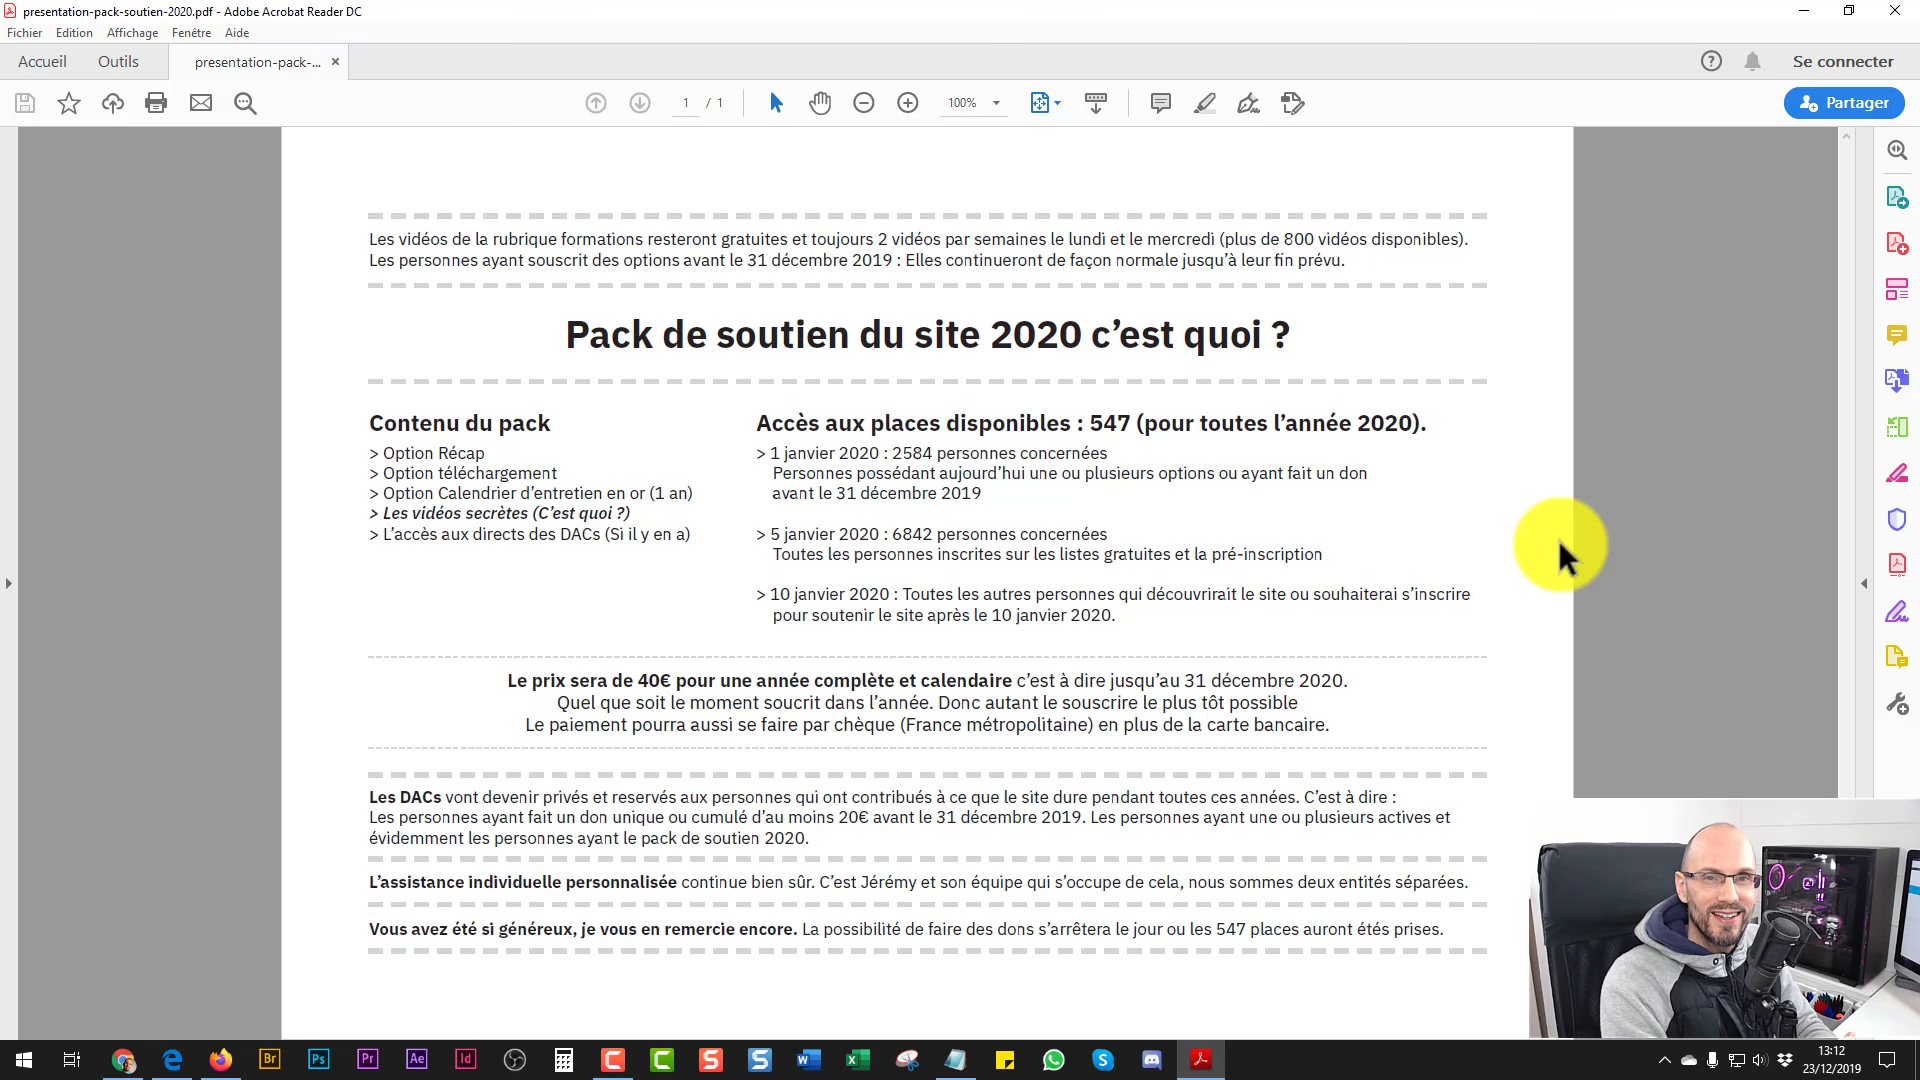 presentation-pack-soutien-2020.pdf - Adobe Acrobat Reader DC
Fichier Edition Affichage Fenêtre Aide
Accueil Outils presentation-pack-... × Se connecter
1 / 1 100% Partager
Les vidéos de la rubrique formations resteront gratuites et toujours 2 vidéos par semaines le lundi et le mercredi (plus de 800 vidéos disponibles).
Les personnes ayant souscrit des options avant le 31 décembre 2019 : Elles continueront de façon normale jusqu’à leur fin prévu.
Pack de soutien du site 2020 c’est quoi ?
Contenu du pack
> Option Récap
> Option téléchargement
> Option Calendrier d’entretien en or (1 an)
> Les vidéos secrètes (C’est quoi ?)
> L’accès aux directs des DACs (Si il y en a)
Accès aux places disponibles : 547 (pour toutes l’année 2020).
> 1 janvier 2020 : 2584 personnes concernées
Personnes possédant aujourd’hui une ou plusieurs options ou ayant fait un don
avant le 31 décembre 2019
> 5 janvier 2020 : 6842 personnes concernées
Toutes les personnes inscrites sur les listes gratuites et la pré-inscription
> 10 janvier 2020 : Toutes les autres personnes qui découvrirait le site ou souhaiterai s’inscrire
pour soutenir le site après le 10 janvier 2020.
Le prix sera de 40€ pour une année complète et calendaire c’est à dire jusqu’au 31 décembre 2020.
Quel que soit le moment soucrit dans l’année. Donc autant le souscrire le plus tôt possible
Le paiement pourra aussi se faire par chèque (France métropolitaine) en plus de la carte bancaire.
Les DACs vont devenir privés et reservés aux personnes qui ont contribués à ce que le site dure pendant toutes ces années. C’est à dire :
Les personnes ayant fait un don unique ou cumulé d’au moins 20€ avant le 31 décembre 2019. Les personnes ayant une ou plusieurs actives et
évidemment les personnes ayant le pack de soutien 2020.
L’assistance individuelle personnalisée continue bien sûr. C’est Jérémy et son équipe qui s’occupe de cela, nous sommes deux entités séparées.
Vous avez été si généreux, je vous en remercie encore. La possibilité de faire des dons s’arrêtera le jour ou les 547 places auront étés prises.
Br Ps Pr Ae Id
13:12
23/12/2019